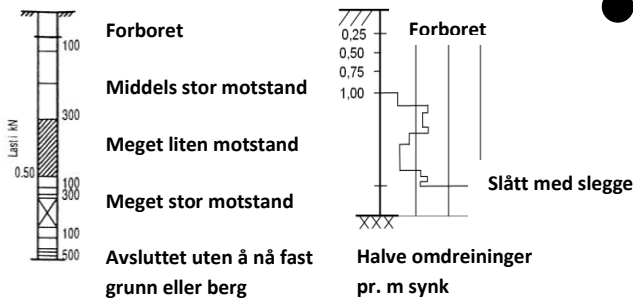 Forboret
Middels stor motstand
Meget liten motstand
Meget stor motstand
Avsluttet uten å nå fast
grunn eller berg
100
300
Last i kN
0.50
100
300
100
500
Forboret
0,25
0,50
0,75
1,00
Slått med slegge
XXX
Halve omdreininger
pr. m synk